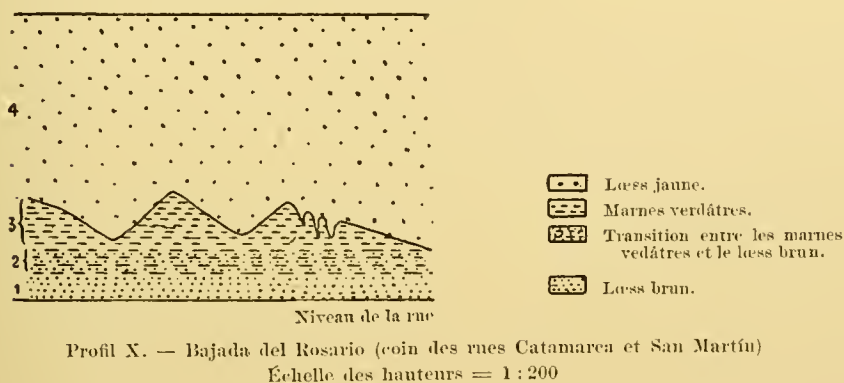 4
3
2
1
Lœss jaune.
Marnes verdâtres.
Transition entre les marnes
vedâtres et le lœss brun.
Lœss brun.
Niveau de la rue
Profil X. — Bajada del Rosario (coin des rues Catamarca et San Martín)
Échelle des hauteurs = 1 : 200